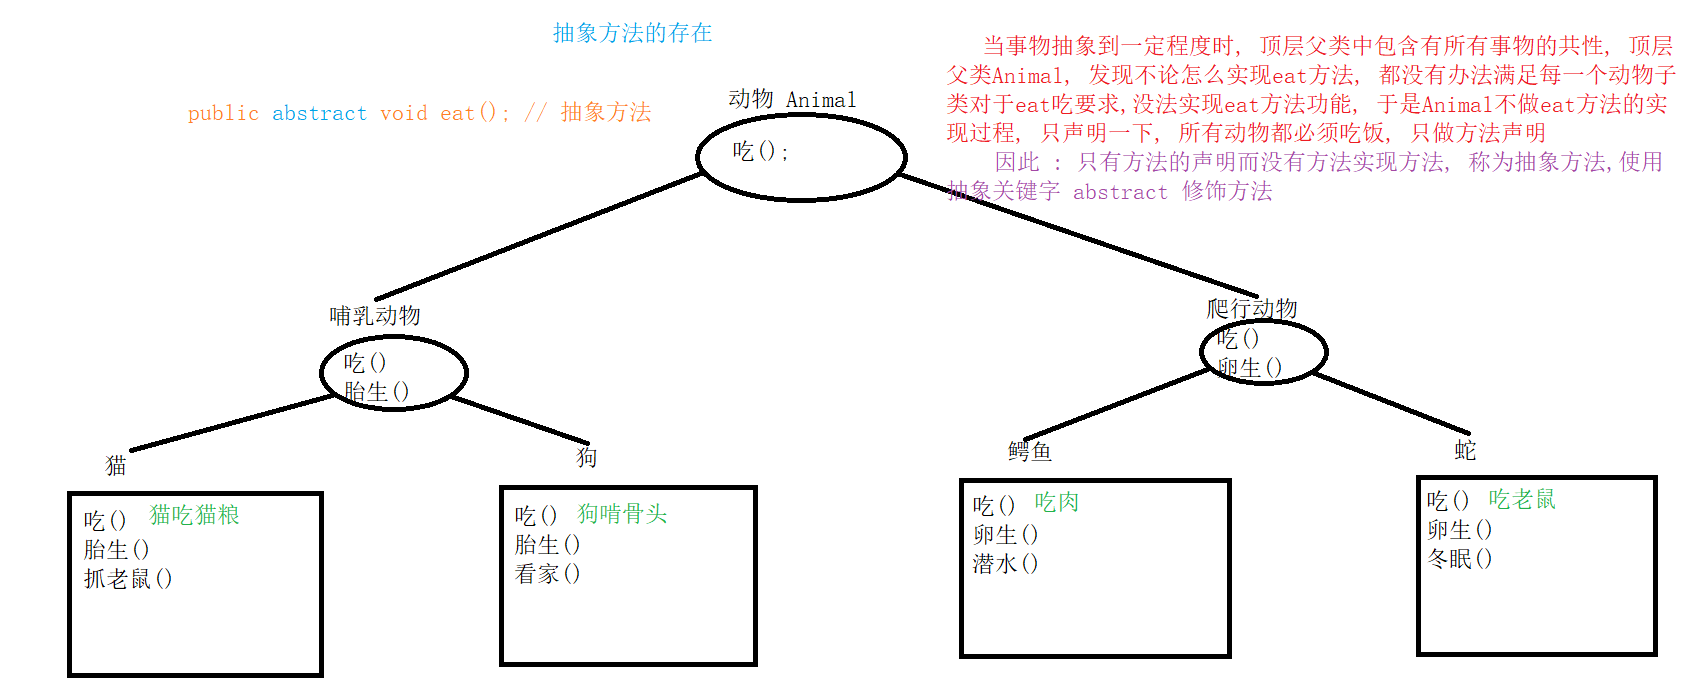 抽象方法的存在
public abstract void eat(); // 抽象方法
当事物抽象到一定程度时, 顶层父类中包含有所有事物的共性, 顶层
父类Animal, 发现不论怎么实现eat方法, 都没有办法满足每一个动物子
类对于eat吃要求,没法实现eat方法功能, 于是Animal不做eat方法的实
现过程, 只声明一下, 所有动物都必须吃饭, 只做方法声明
因此 : 只有方法的声明而没有方法实现方法, 称为抽象方法,使用
抽象关键字 abstract 修饰方法
动物 Animal
吃();
哺乳动物
吃()
胎生()
爬行动物
吃()
卵生()
猫
吃() 猫吃猫粮
胎生()
抓老鼠()
狗
吃() 狗啃骨头
胎生()
看家()
鳄鱼
吃() 吃肉
卵生()
潜水()
蛇
吃() 吃老鼠
卵生()
冬眠()